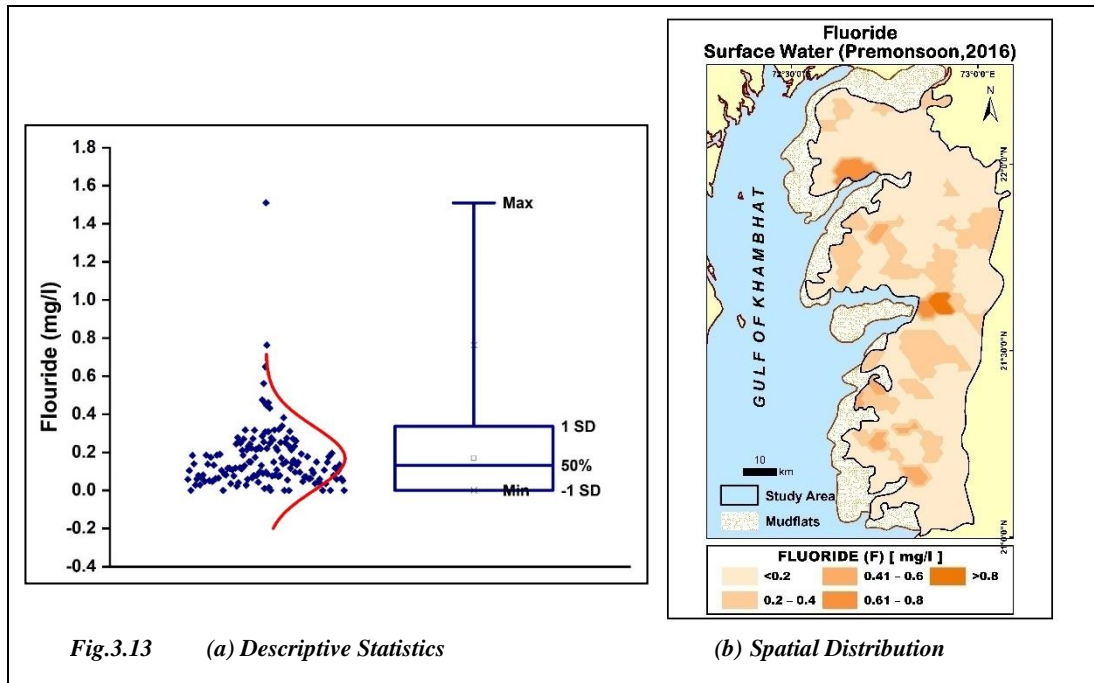 1.8
1.6
1.4
1.2
1.0
0.8
0.6
0.4
0.2
0.0
-0.2
-0.4
Flouride (mg/l)
Max
1 SD
50%
Min
-1 SD
Fluoride
Surface Water (Premonsoon,2016)
72°30'0"E
73°0'0"E
N
22°0'0"N
21°30'0"N
21°0'0"N
GULF OF KHAMBHAT
10
km
Study Area
Mudflats
FLUORIDE (F) [ mg/l ]
<0.2 0.41 – 0.6 >0.8
0.2 – 0.4 0.61 – 0.8
Fig.3.13 (a) Descriptive Statistics (b) Spatial Distribution